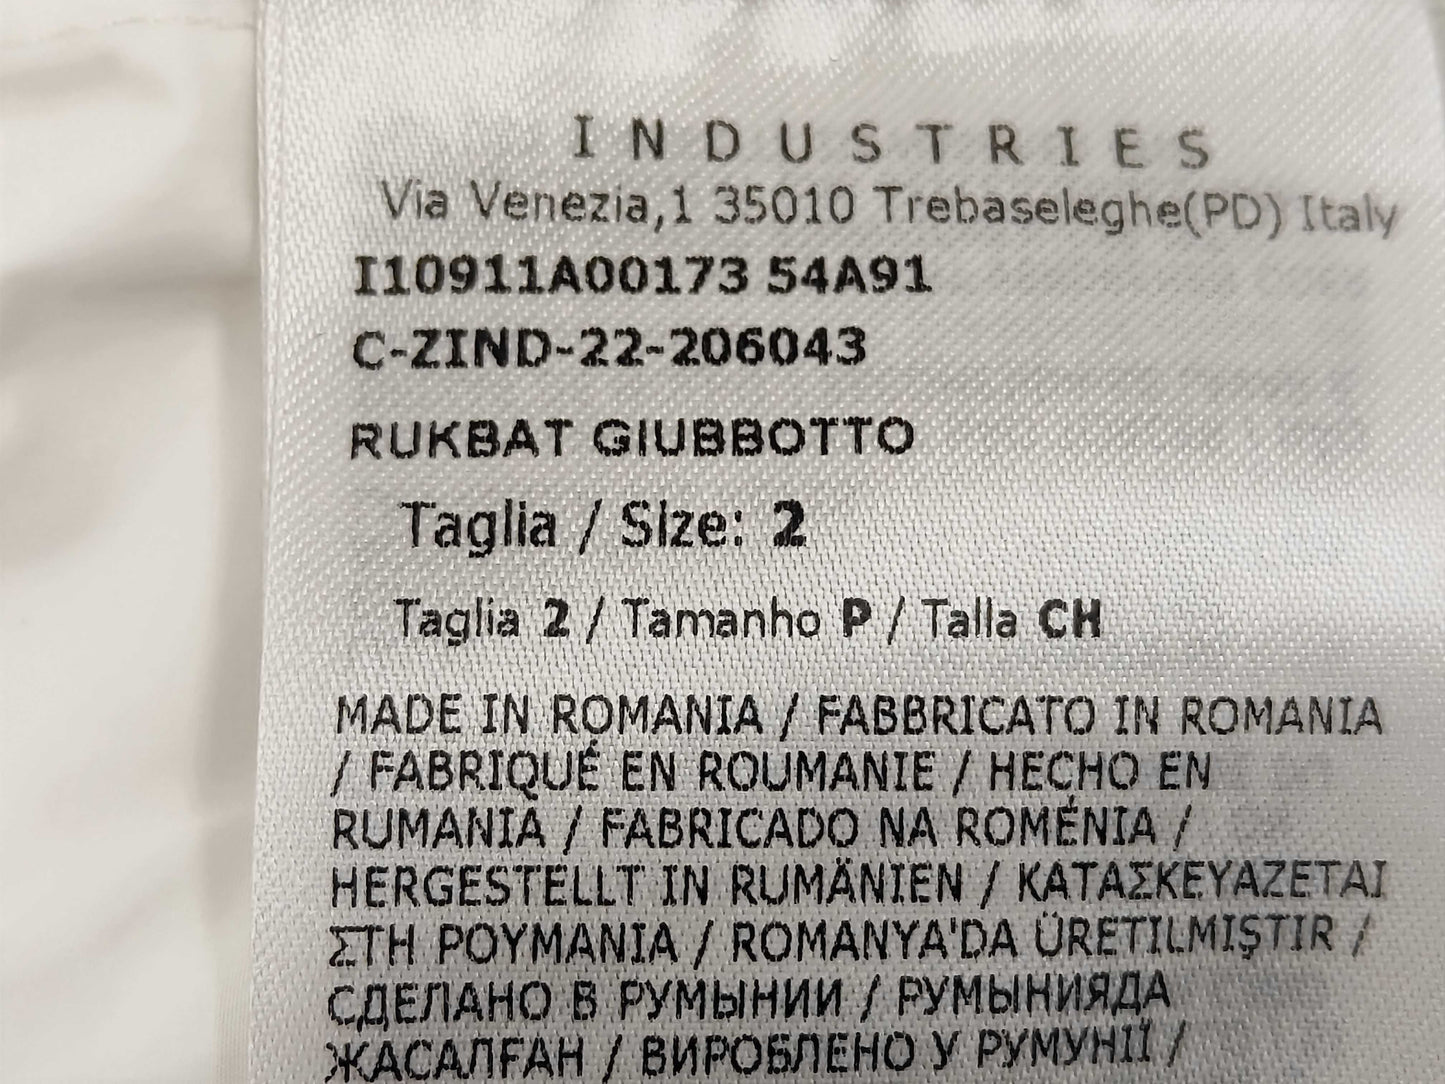 INDUSTRIES
Via Venezia,1 35010 Trebaseleghe(PD) Italy
I10911A00173 54A91
C-ZIND-22-206043
RUKBAT GIUBBOTTO
Taglia / Size: 2
Taglia 2 / Tamanho P / Talla CH
MADE IN ROMANIA / FABBRICATO IN ROMANIA
/ FABRIQUÉ EN ROUMANIE / HECHO EN
RUMANIA / FABRICADO NA ROMÉNIA /
HERGESTELLT IN RUMÄNIEN / ΚΑΤΑΣΚΕΥΑΖΕΤΑΙ
ΣΤΗ ΡΟΥΜΑΝΙΑ / ROMANYA'DA ÜRETILMIŞTIR /
СДЕЛАНО В РУМЫНИИ / РУМЫНИЯДА
ЖАСАЛҒАН / ВИРОБЛЕНО У РУМУНІЇ /